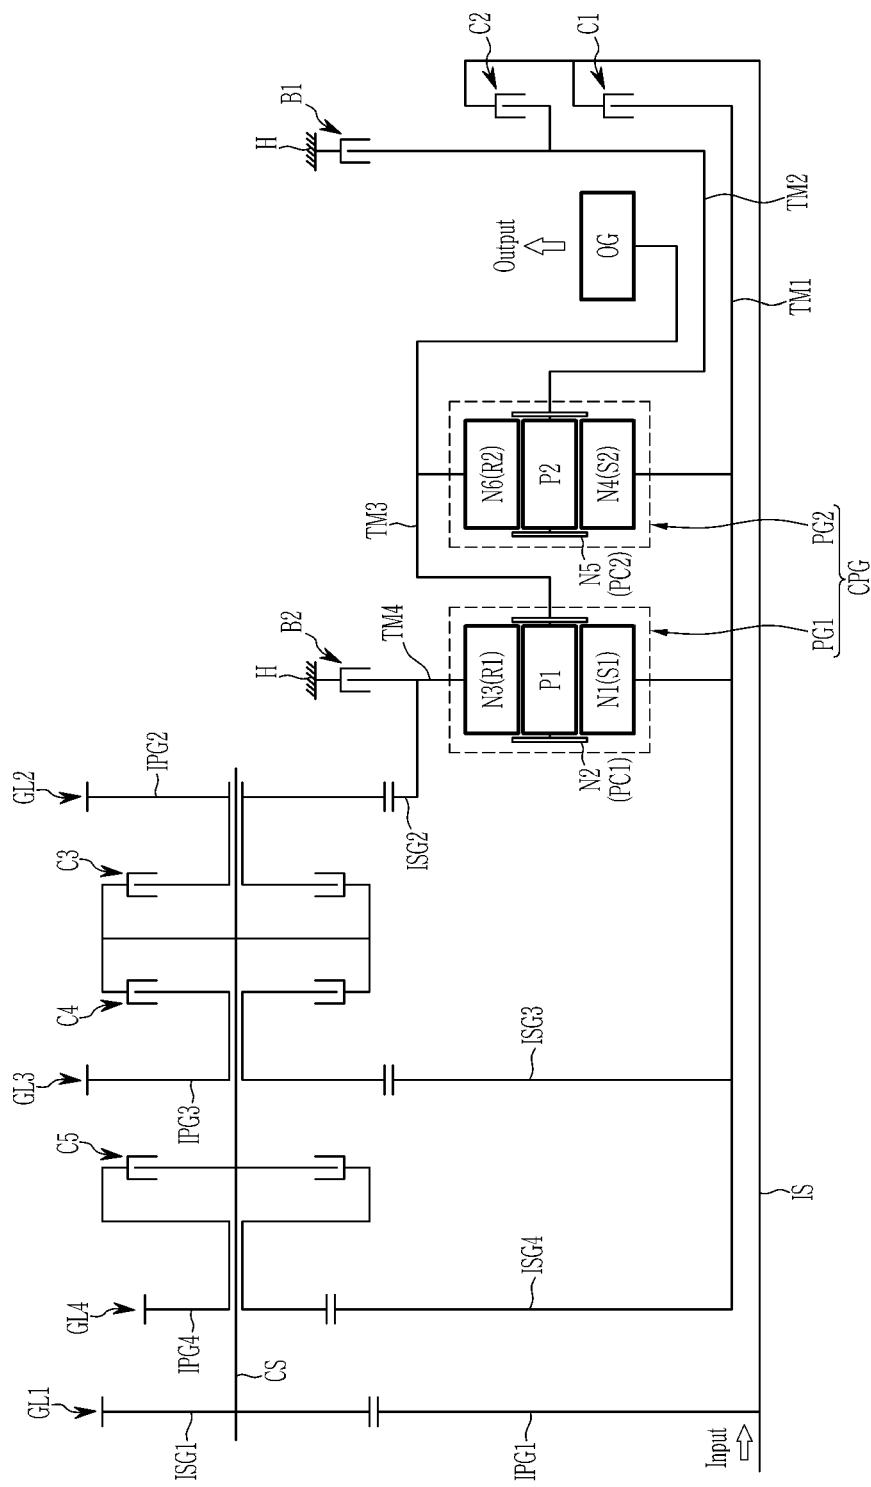 GL1
GL4
C5
GL3
C4
C3
GL2
ISG1
IPG4
IPG3
IPG2
CS
H
B2
H
B1
C2
C1
ISG2
TM4
TM3
Output
OG
N3(R1)
P1
N1(S1)
N6(R2)
P2
N4(S2)
N2
(PC1)
N5
(PC2)
IPG1
ISG4
ISG3
TM1
TM2
Input
IS
PG1
PG2
CPG